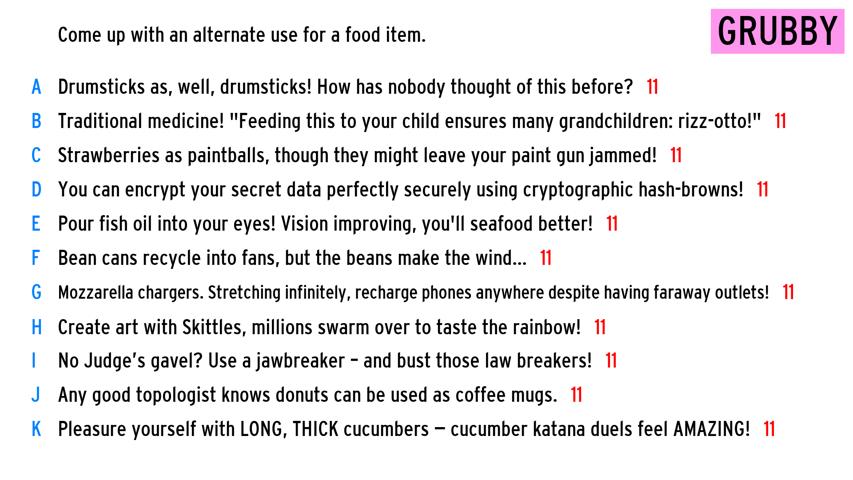 Come up with an alternate use for a food item.
GRUBBY
A Drumsticks as, well, drumsticks! How has nobody thought of this before? 11
B Traditional medicine! "Feeding this to your child ensures many grandchildren: rizz-otto!" 11
C Strawberries as paintballs, though they might leave your paint gun jammed! 11
D You can encrypt your secret data perfectly securely using cryptographic hash-browns! 11
E Pour fish oil into your eyes! Vision improving, you'll seafood better! 11
F Bean cans recycle into fans, but the beans make the wind... 11
G Mozzarella chargers. Stretching infinitely, recharge phones anywhere despite having faraway outlets! 11
H Create art with Skittles, millions swarm over to taste the rainbow! 11
I No Judge’s gavel? Use a jawbreaker – and bust those law breakers! 11
J Any good topologist knows donuts can be used as coffee mugs. 11
K Pleasure yourself with LONG, THICK cucumbers — cucumber katana duels feel AMAZING! 11